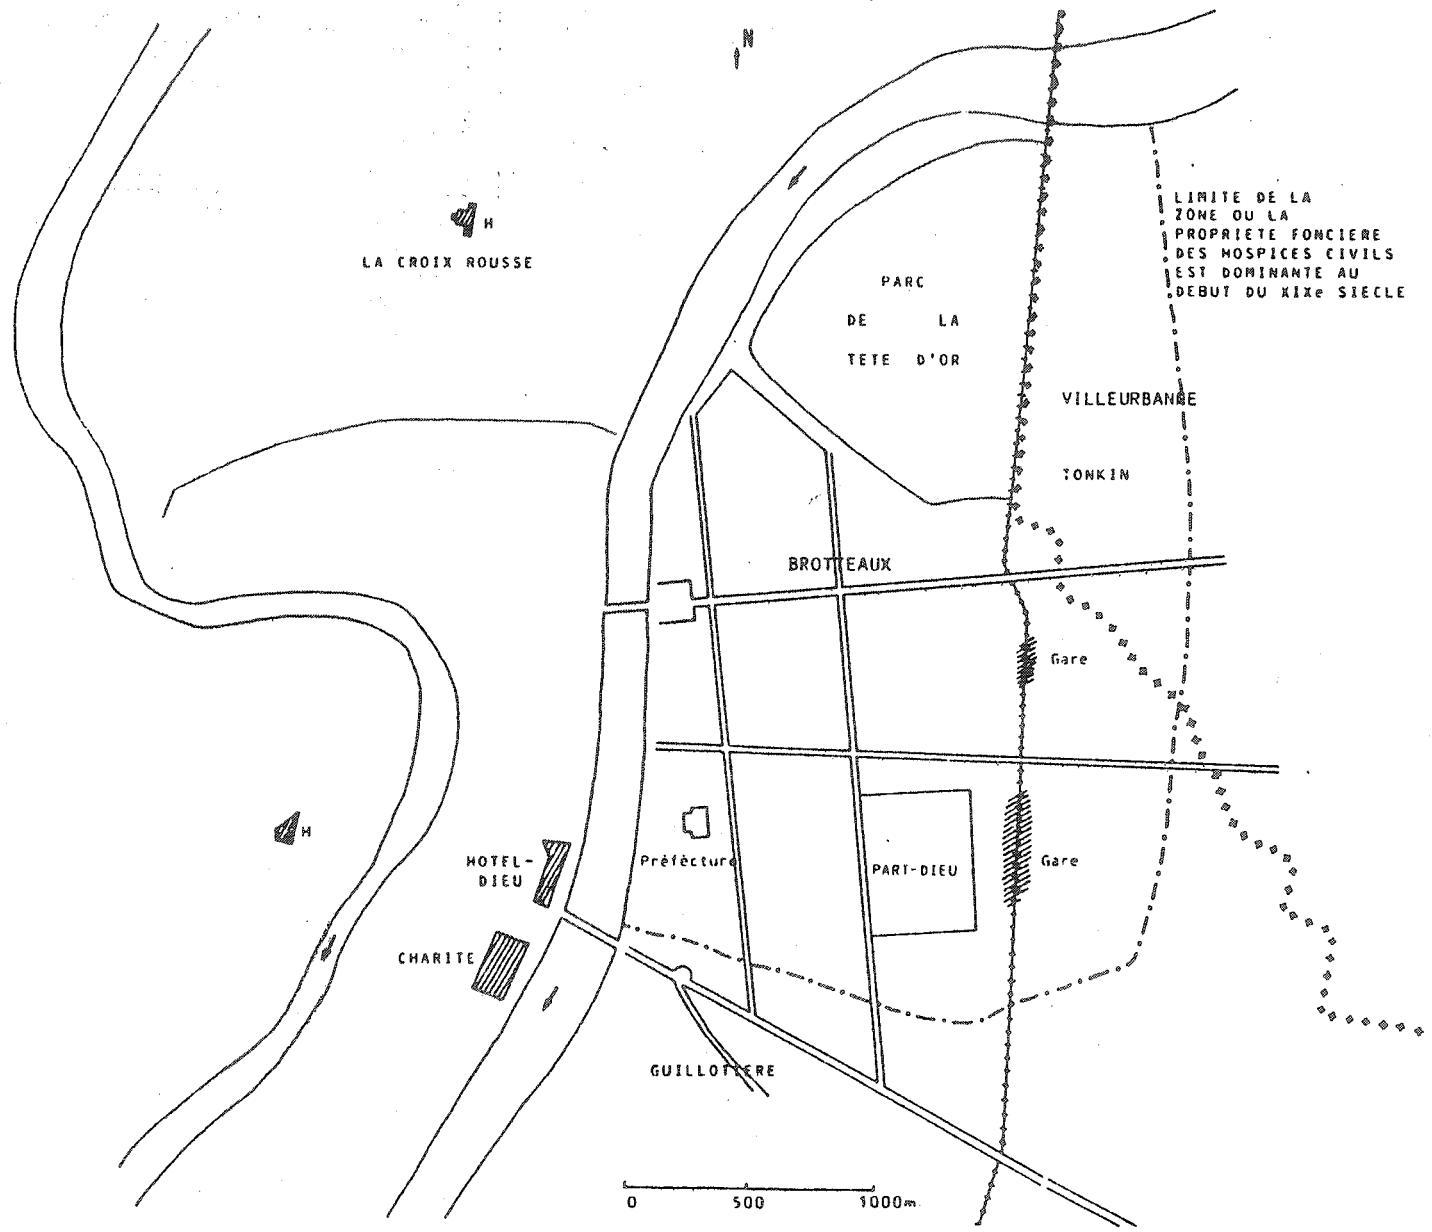 N
LIMITE DE LA
ZONE OU LA
PROPRIETE FONCIERE
DES HOSPICES CIVILS
EST DOMINANTE AU
DEBUT DU XIXe SIECLE
H
LA CROIX ROUSSE
PARC
DE LA
TETE D'OR
VILLEURBANNE
TONKIN
BROTTEAUX
Gare
H
HOTEL-
DIEU
Préfécture
PART-DIEU
Gare
CHARITE
GUILLOTIERE
0 500 1000m